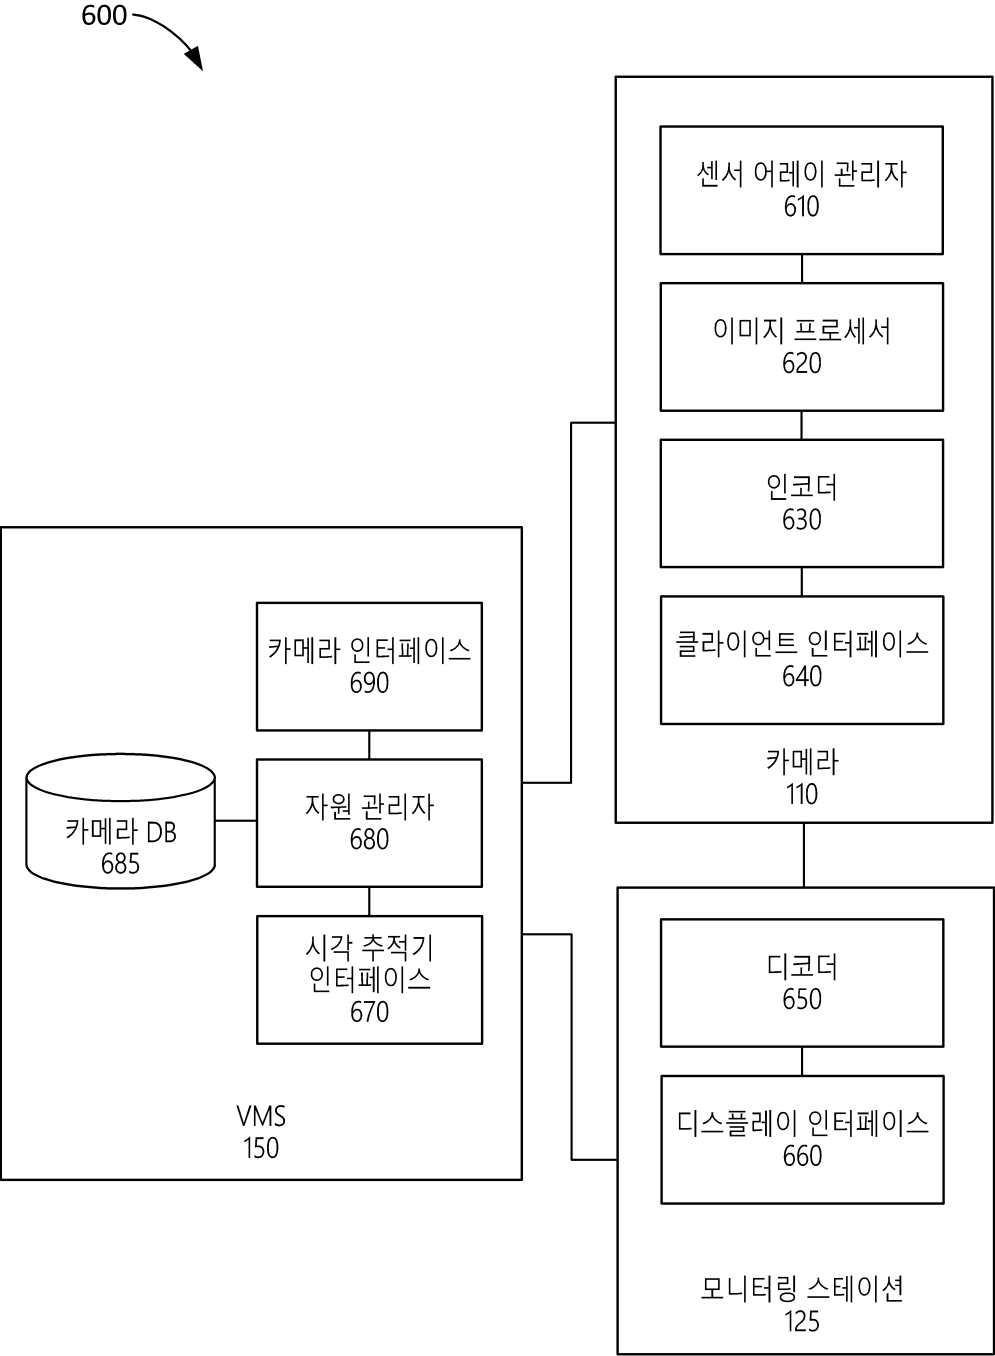 600
센서 어레이 관리자
610
이미지 프로세서
620
인코더
630
클라이언트 인터페이스
640
카메라
110
카메라 인터페이스
690
자원 관리자
680
카메라 DB
685
시각 추적기
인터페이스
670
VMS
150
디코더
650
디스플레이 인터페이스
660
모니터링 스테이션
125